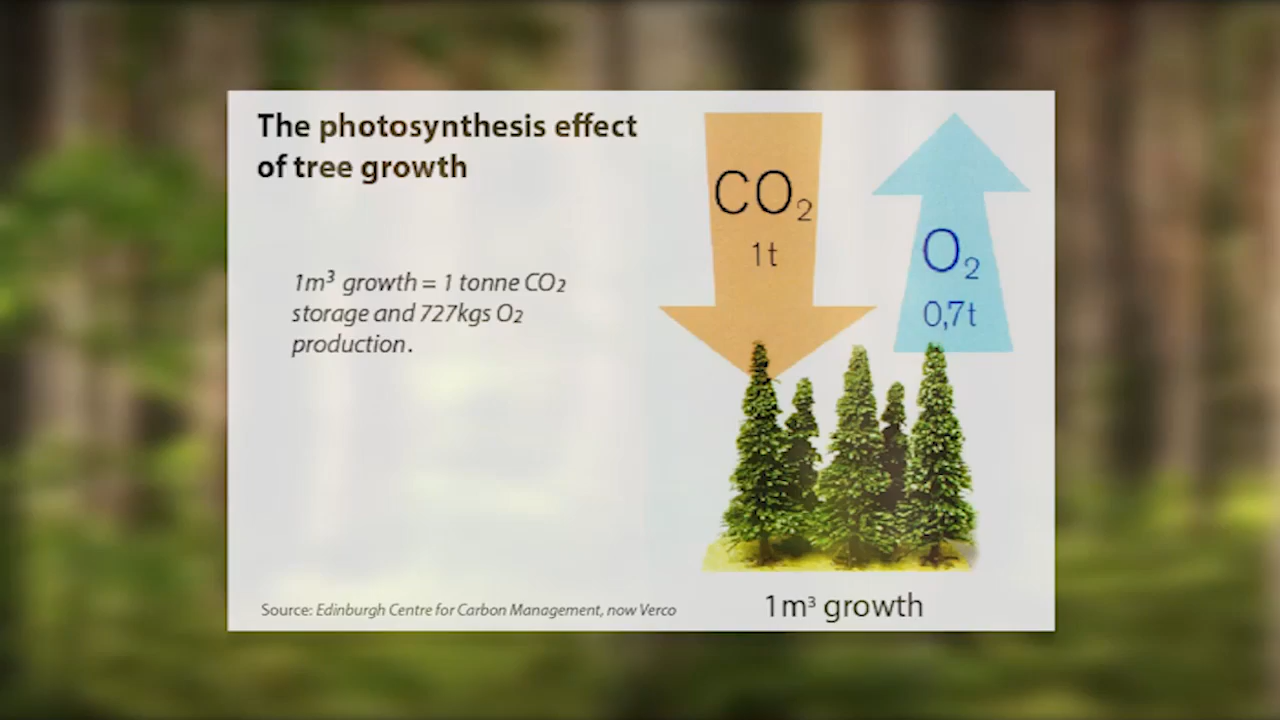 The photosynthesis effect
of tree growth
1m³ growth = 1 tonne CO₂
storage and 727kgs O₂
production.
CO₂
1t
O₂
0,7t
1m³ growth
Source: Edinburgh Centre for Carbon Management, now Verco